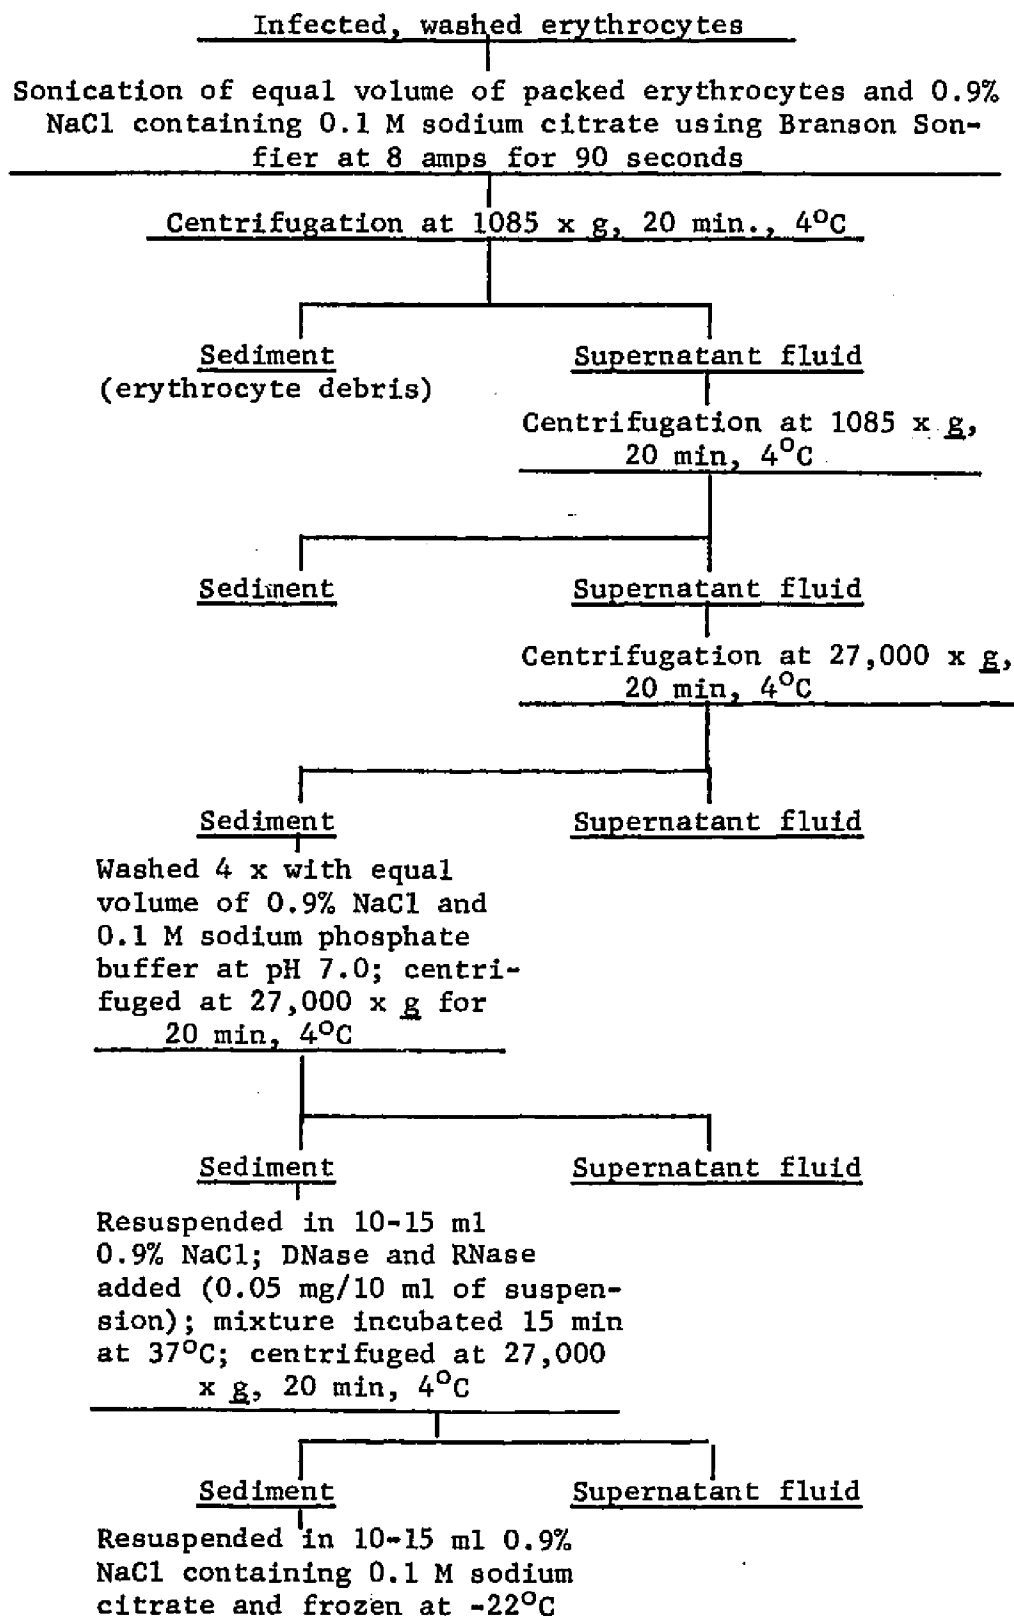 Infected, washed erythrocytes
Sonication of equal volume of packed erythrocytes and 0.9%
NaCl containing 0.1 M sodium citrate using Branson Son-
fier at 8 amps for 90 seconds
Centrifugation at 1085 x g, 20 min., 4°C
Sediment
(erythrocyte debris)
Supernatant fluid
Centrifugation at 1085 x g,
20 min, 4°C
Sediment
Supernatant fluid
Centrifugation at 27,000 x g,
20 min, 4°C
Sediment
Supernatant fluid
Washed 4 x with equal
volume of 0.9% NaCl and
0.1 M sodium phosphate
buffer at pH 7.0; centri-
fuged at 27,000 x g for
20 min, 4°C
Sediment
Supernatant fluid
Resuspended in 10-15 ml
0.9% NaCl; DNase and RNase
added (0.05 mg/10 ml of suspen-
sion); mixture incubated 15 min
at 37°C; centrifuged at 27,000
x g, 20 min, 4°C
Sediment
Supernatant fluid
Resuspended in 10-15 ml 0.9%
NaCl containing 0.1 M sodium
citrate and frozen at -22°C